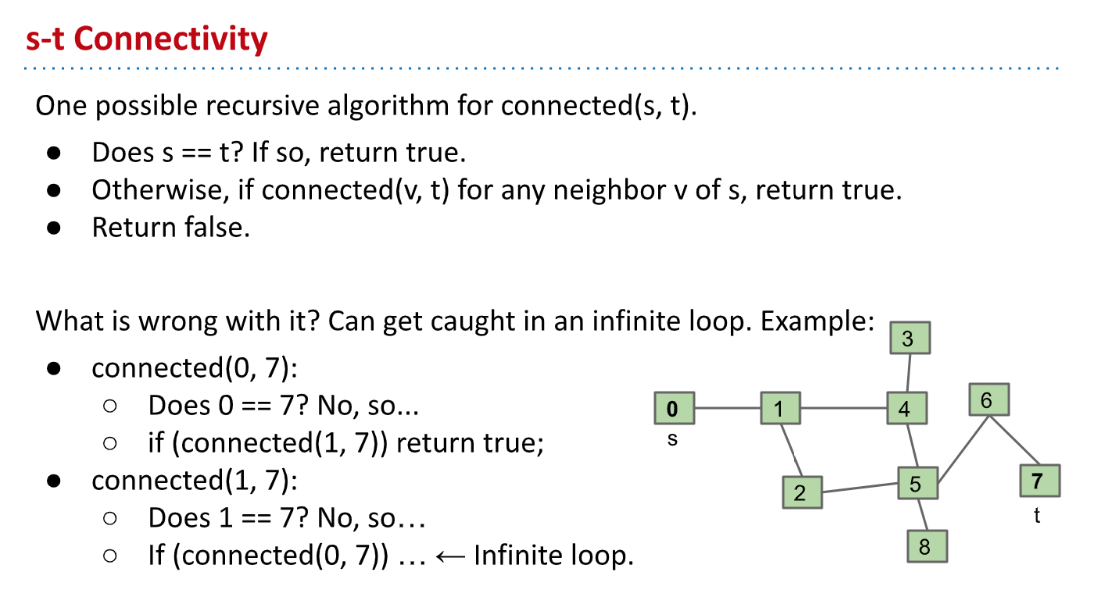 s-t Connectivity
One possible recursive algorithm for connected(s, t).
● Does s == t? If so, return true.
● Otherwise, if connected(v, t) for any neighbor v of s, return true.
● Return false.
What is wrong with it? Can get caught in an infinite loop. Example:
● connected(0, 7):
○ Does 0 == 7? No, so...
○ if (connected(1, 7)) return true;
● connected(1, 7):
○ Does 1 == 7? No, so…
○ If (connected(0, 7)) … ← Infinite loop.
3
0 1 4 6
s
2 5 7
t
8